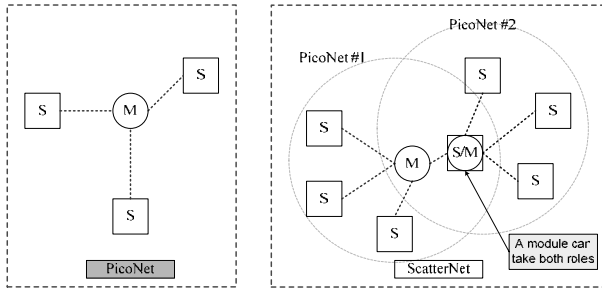 S
S
M
S
PicoNet
PicoNet #2
PicoNet #1
S
S
S
S/M
M
S
S
S
A module car
take both roles
ScatterNet